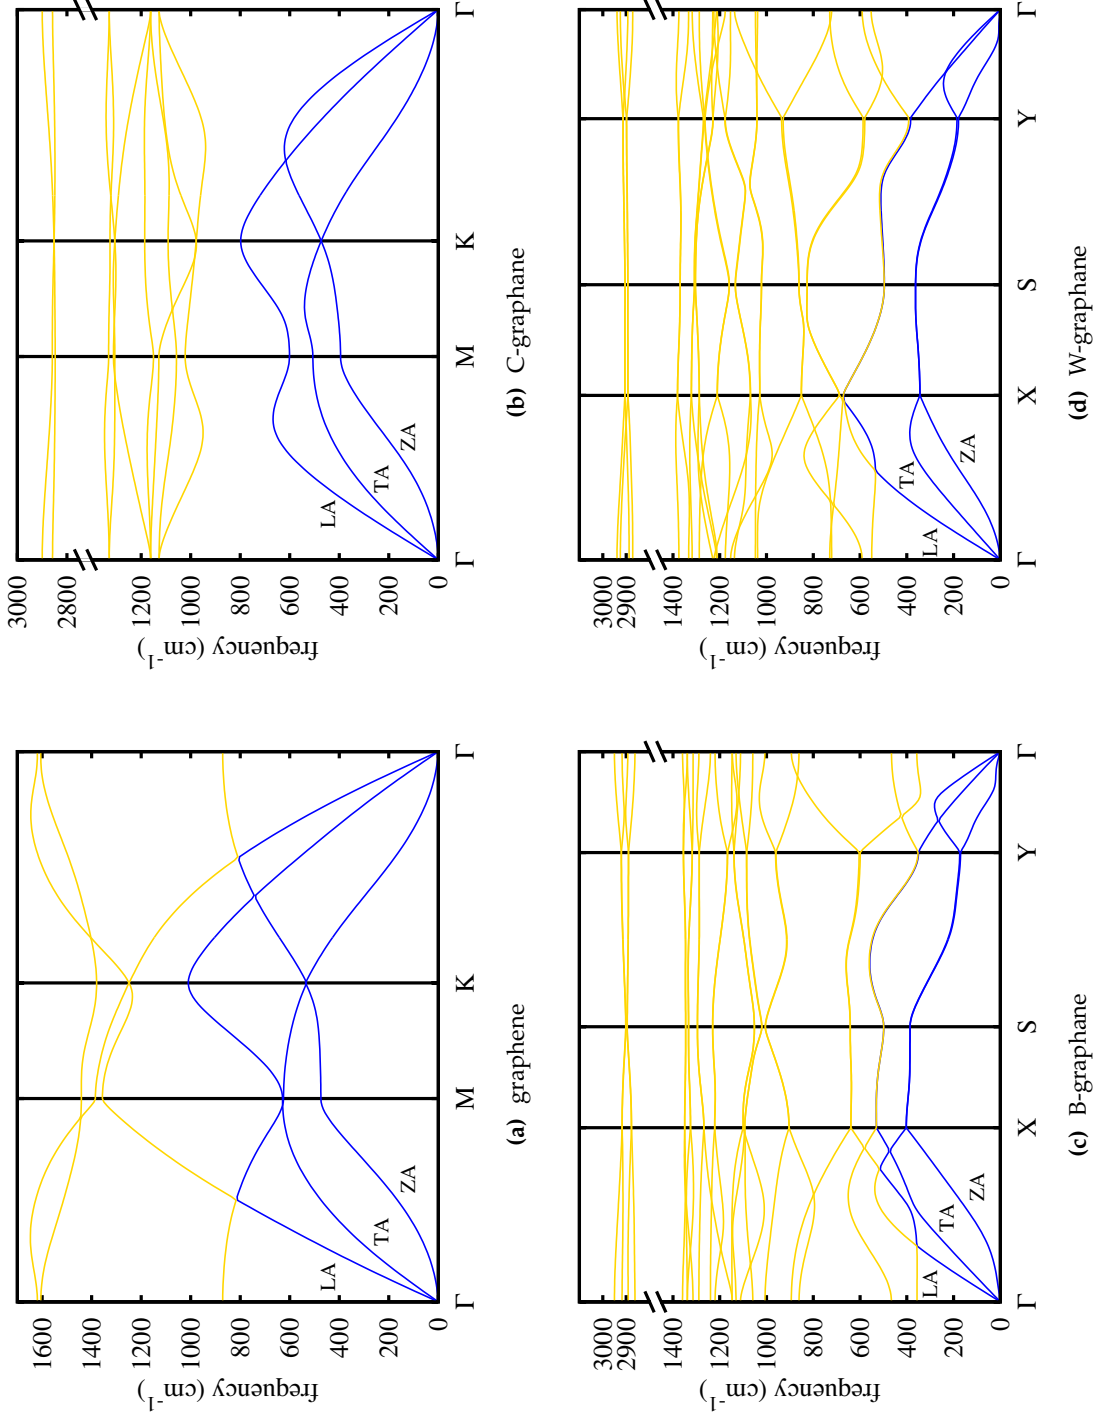 frequency (cm⁻¹)
0
200
400
600
800
1000
1200
1400
1600
LA
TA
ZA
Γ
M
K
Γ
(a) graphene
frequency (cm⁻¹)
0
200
400
600
800
1000
1200
2800
3000
LA
TA
ZA
Γ
M
K
Γ
(b) C-graphane
frequency (cm⁻¹)
0
200
400
600
800
1000
1200
1400
2900
3000
LA
TA
ZA
Γ
X
S
Y
Γ
(c) B-graphane
frequency (cm⁻¹)
0
200
400
600
800
1000
1200
1400
2900
3000
LA
TA
ZA
Γ
X
S
Y
Γ
(d) W-graphane